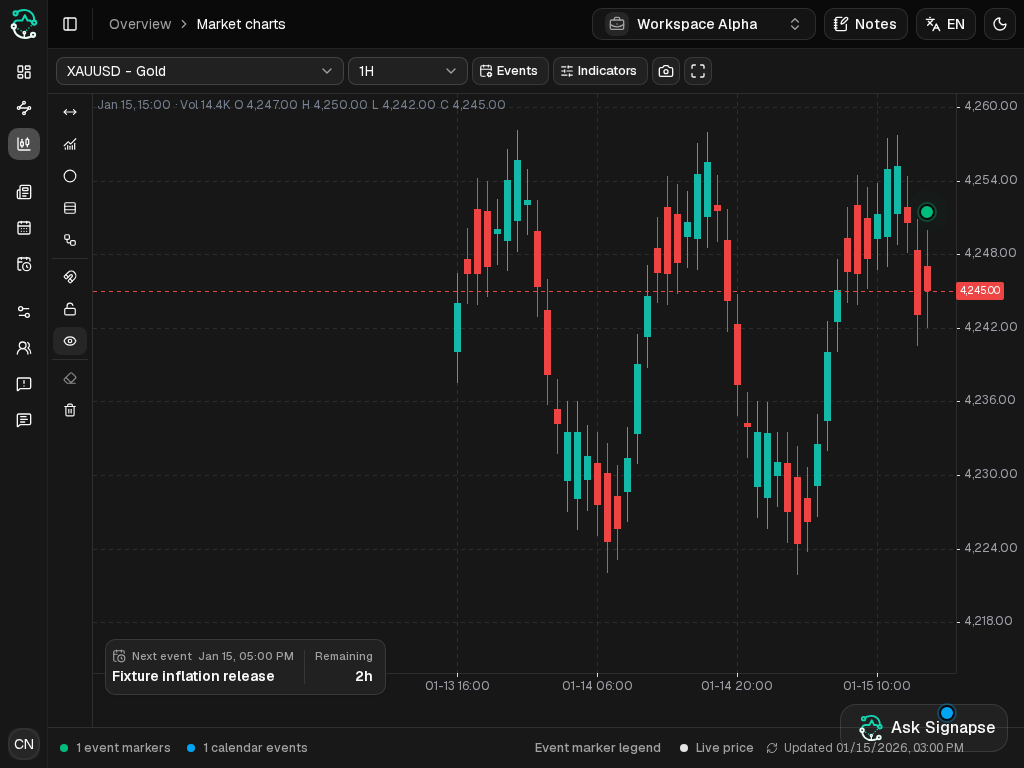 Overview > Market charts
Workspace Alpha
Notes
EN
XAUUSD - Gold
1H
Events
Indicators
Jan 15, 15:00 · Vol 14.4K O 4,247.00 H 4,250.00 L 4,242.00 C 4,245.00
4,260.00
4,254.00
4,248.00
4,245.00
4,242.00
4,236.00
4,230.00
4,224.00
4,218.00
Next event Jan 15, 05:00 PM
Remaining
Fixture inflation release
2h
01-13 16:00
01-14 06:00
01-14 20:00
01-15 10:00
Ask Signapse
CN
1 event markers
1 calendar events
Event marker legend
Live price
Updated 01/15/2026, 03:00 PM